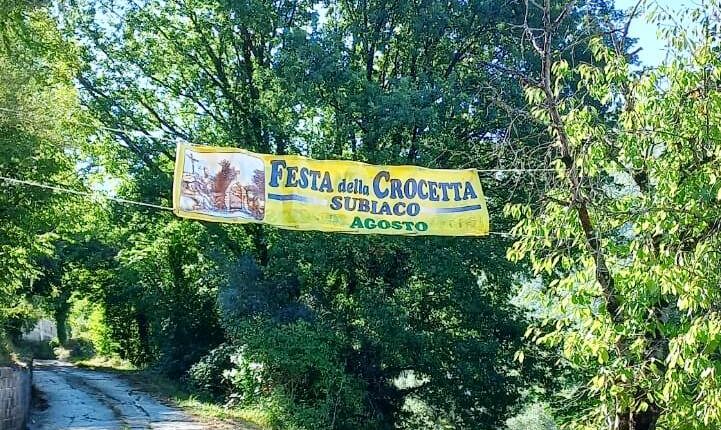 FESTA della CROCETTA
SUBIACO
AGOSTO